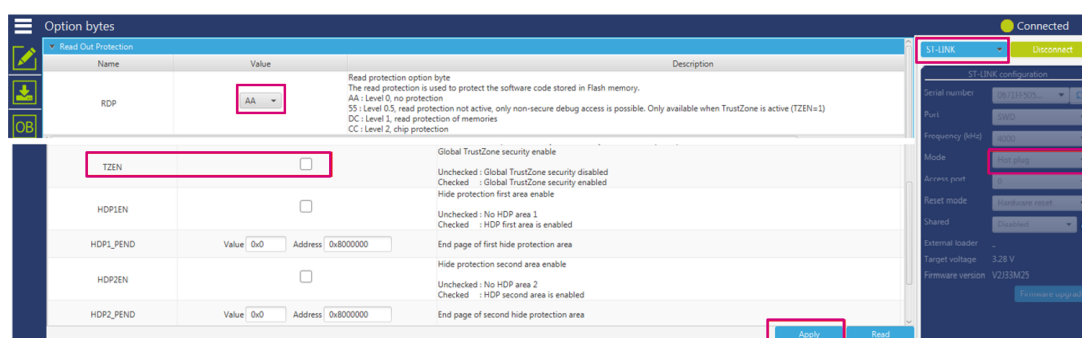 Option bytes
Connected
Read Out Protection
Name Value Description
RDP
AA
Read protection option byte
The read protection is used to protect the software code stored in Flash memory.
AA : Level 0, no protection
55 : Level 0.5, read protection not active, only non-secure debug access is possible. Only available when TrustZone is active (TZEN=1)
DC : Level 1, read protection of memories
CC : Level 2, chip protection
OB
TZEN
Global TrustZone security enable
Unchecked : Global TrustZone security disabled
Checked : Global TrustZone security enabled
HDP1EN
Hide protection first area enable
Unchecked : No HDP area 1
Checked : HDP first area is enabled
HDP1_PEND Value 0x0 Address 0x8000000 End page of first hide protection area
HDP2EN
Hide protection second area enable
Unchecked : No HDP area 2
Checked : HDP second area is enabled
HDP2_PEND Value 0x0 Address 0x8000000 End page of second hide protection area
Apply Read
ST-LINK Disconnect
ST-LINK configuration
Serial number
Port SWD
Frequency (kHz) 4000
Mode Hot plug
Access port 0
Reset mode Hardware reset
Shared Disabled
External loader _
Target voltage 3.28 V
Firmware version V2J33M25
Firmware